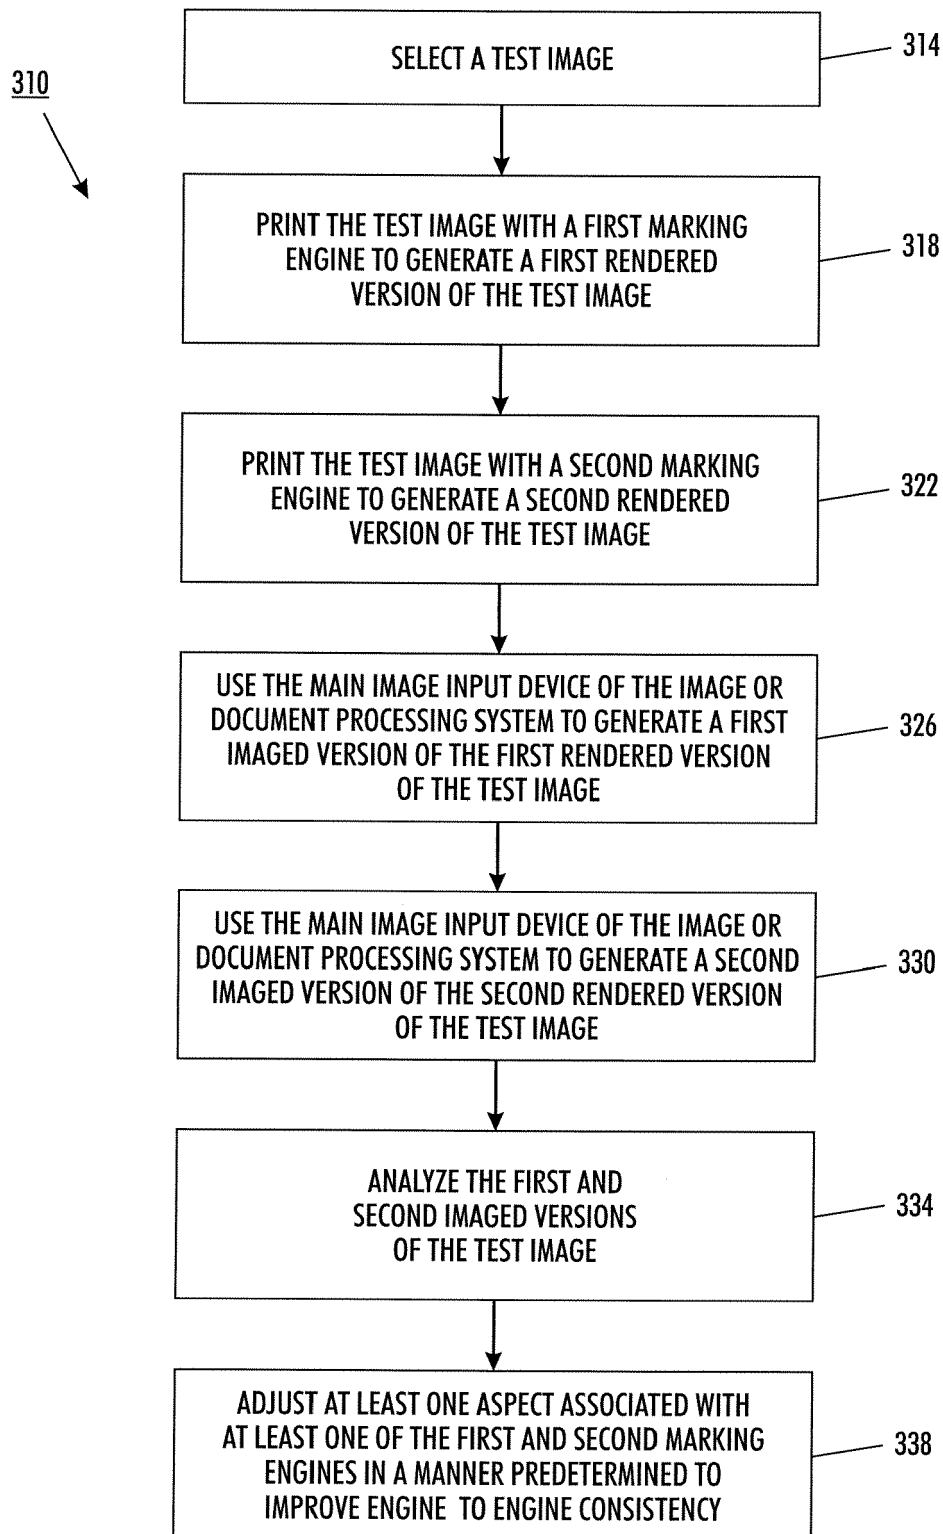 310
SELECT A TEST IMAGE
314
PRINT THE TEST IMAGE WITH A FIRST MARKING
ENGINE TO GENERATE A FIRST RENDERED
VERSION OF THE TEST IMAGE
318
PRINT THE TEST IMAGE WITH A SECOND MARKING
ENGINE TO GENERATE A SECOND RENDERED
VERSION OF THE TEST IMAGE
322
USE THE MAIN IMAGE INPUT DEVICE OF THE IMAGE OR
DOCUMENT PROCESSING SYSTEM TO GENERATE A FIRST
IMAGED VERSION OF THE FIRST RENDERED VERSION
OF THE TEST IMAGE
326
USE THE MAIN IMAGE INPUT DEVICE OF THE IMAGE OR
DOCUMENT PROCESSING SYSTEM TO GENERATE A SECOND
IMAGED VERSION OF THE SECOND RENDERED VERSION
OF THE TEST IMAGE
330
ANALYZE THE FIRST AND
SECOND IMAGED VERSIONS
OF THE TEST IMAGE
334
ADJUST AT LEAST ONE ASPECT ASSOCIATED WITH
AT LEAST ONE OF THE FIRST AND SECOND MARKING
ENGINES IN A MANNER PREDETERMINED TO
IMPROVE ENGINE TO ENGINE CONSISTENCY
338